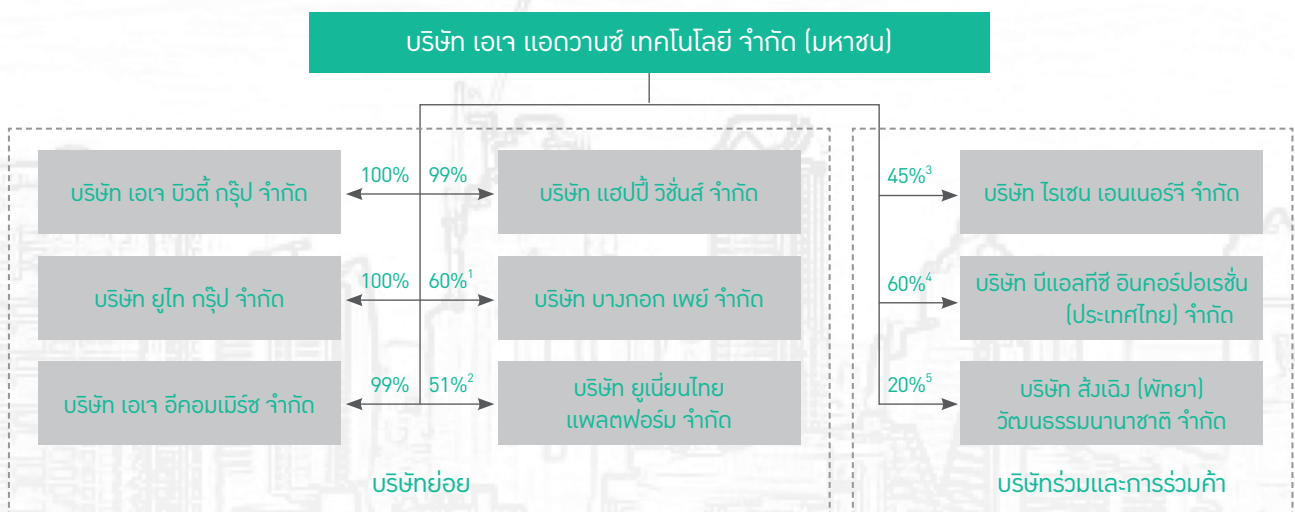 บริษัท เอเจ แอดวานซ์ เทคโนโลยี จำกัด (มหาชน)
บริษัท เอเจ บิวตี้ กรุ๊ป จำกัด
100%
99%
บริษัท แฮปปี้ วิชั่นส์ จำกัด
บริษัท ยูไท กรุ๊ป จำกัด
100%
60%¹
บริษัท บางกอก เพย์ จำกัด
บริษัท เอเจ อีคอมเมิร์ซ จำกัด
99%
51%²
บริษัท ยูเนี่ยนไทย
แพลตฟอร์ม จำกัด
บริษัทย่อย
45%³
บริษัท ไรเซน เอนเนอร์จี จำกัด
60%⁴
บริษัท บีแอลทีซี อินคอร์ปอเรชั่น
(ประเทศไทย) จำกัด
20%⁵
บริษัท ส้งเฉิง (พัทยา)
วัฒนธรรมนานาชาติ จำกัด
บริษัทร่วมและการร่วมค้า